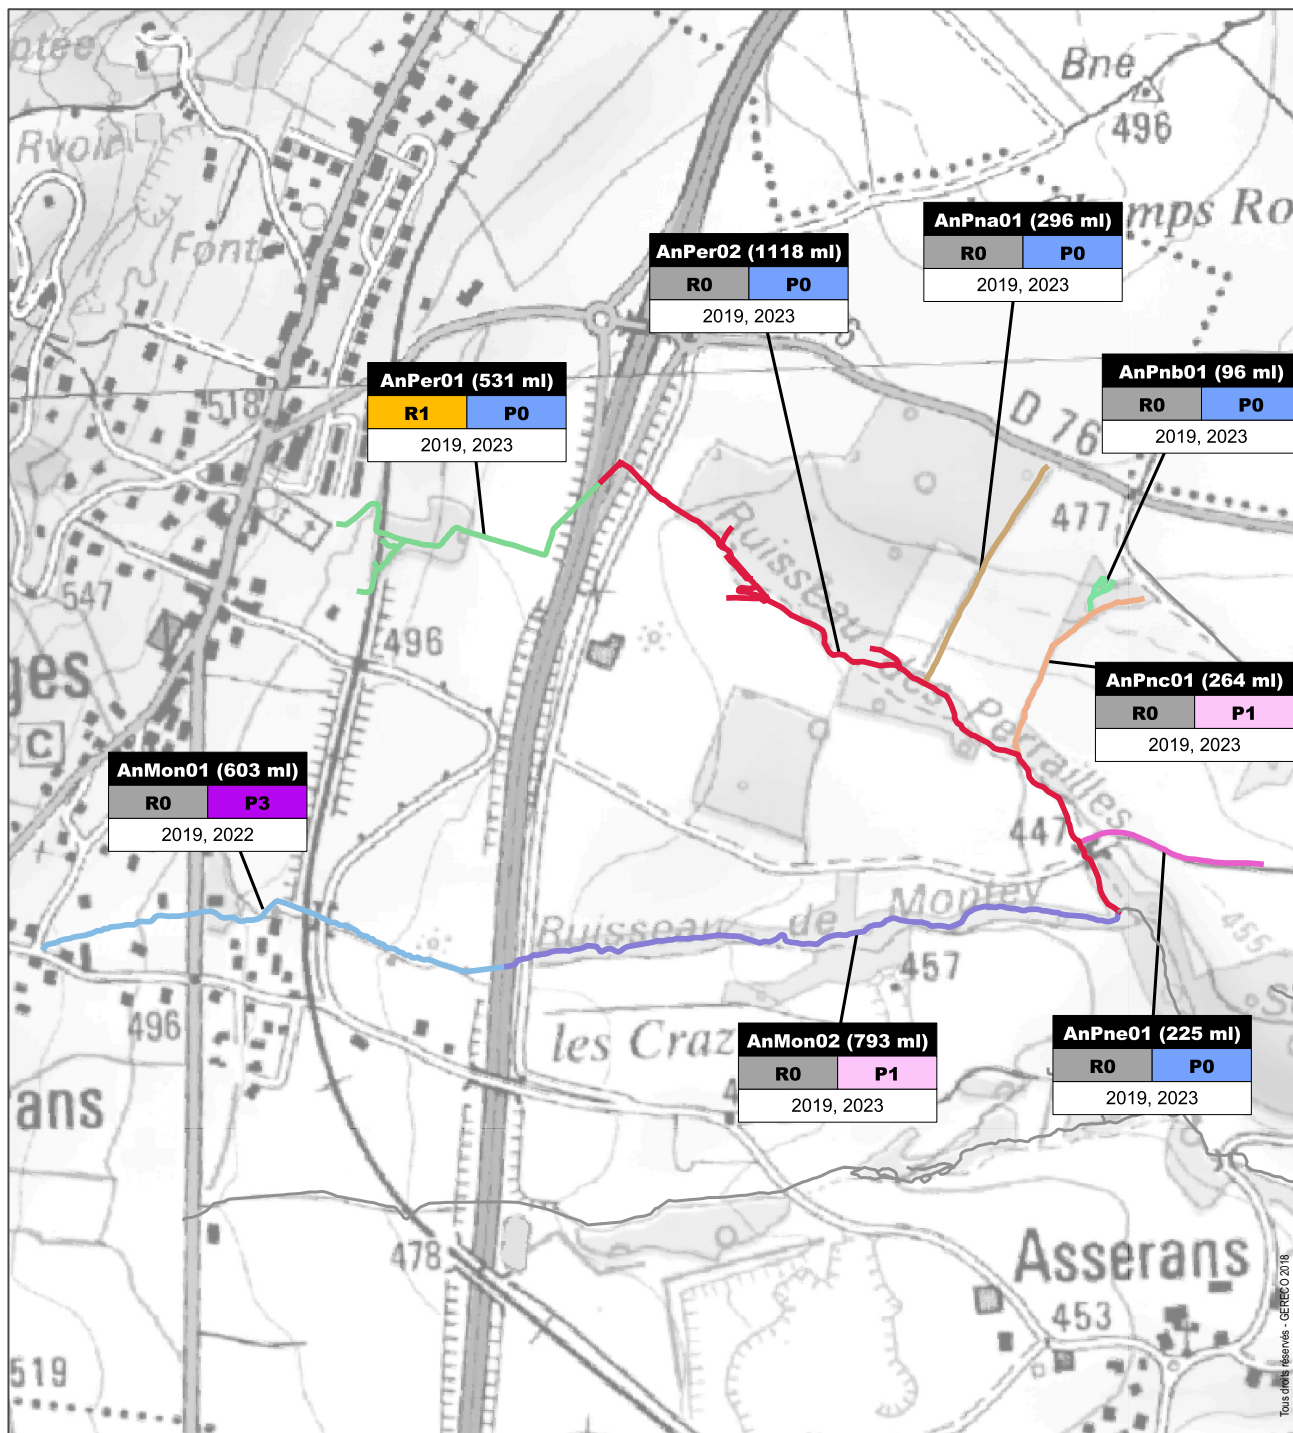 ptée
Bne
496
Rvoir
Font
Champs Ro
AnPna01 (296 ml)
R0 P0
2019, 2023
AnPer02 (1118 ml)
R0 P0
2019, 2023
AnPer01 (531 ml)
R1 P0
2019, 2023
518
D 76
AnPnb01 (96 ml)
R0 P0
2019, 2023
477
547
496
Ruisseau des Perrailles
ges
C
AnPnc01 (264 ml)
R0 P1
2019, 2023
AnMon01 (603 ml)
R0 P3
2019, 2022
447
Ruisseau de Montey
455
457
496
les Craz
AnMon02 (793 ml)
R0 P1
2019, 2023
AnPne01 (225 ml)
R0 P0
2019, 2023
ans
478
Asserans
453
519
Tous droits réservés - GERECO 2018